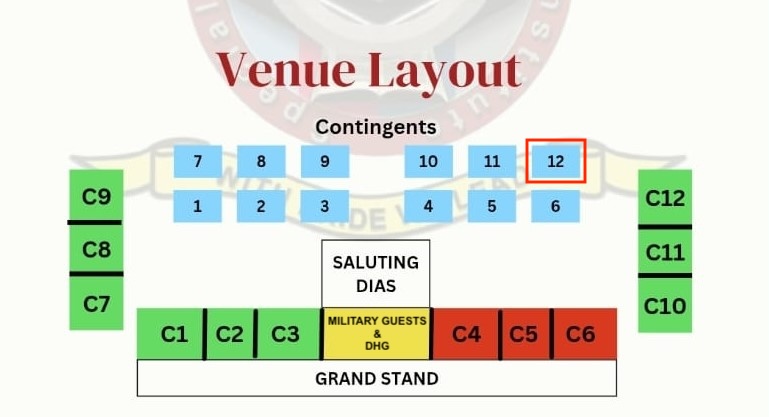 Venue Layout
Contingents
7 8 9 10 11 12
1 2 3 4 5 6
C9
C8
C7
C12
C11
C10
SALUTING
DIAS
C1 C2 C3
MILITARY GUESTS
&
DHG
C4 C5 C6
GRAND STAND